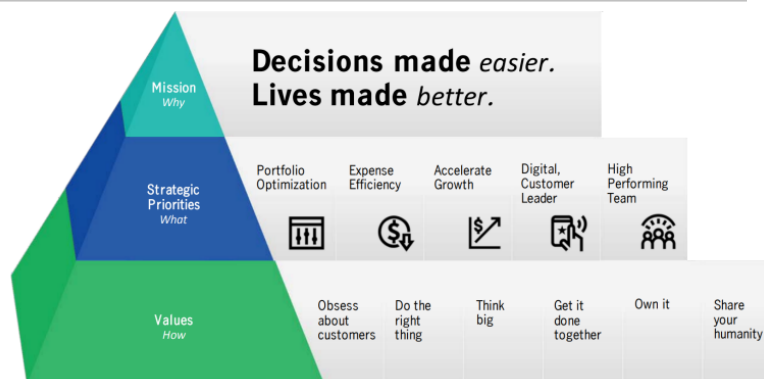 Mission
Why
Decisions made easier.
Lives made better.
Strategic
Priorities
What
Portfolio
Optimization
Expense
Efficiency
Accelerate
Growth
Digital,
Customer
Leader
High
Performing
Team
Values
How
Obsess
about
customers
Do the
right
thing
Think
big
Get it
done
together
Own it
Share
your
humanity